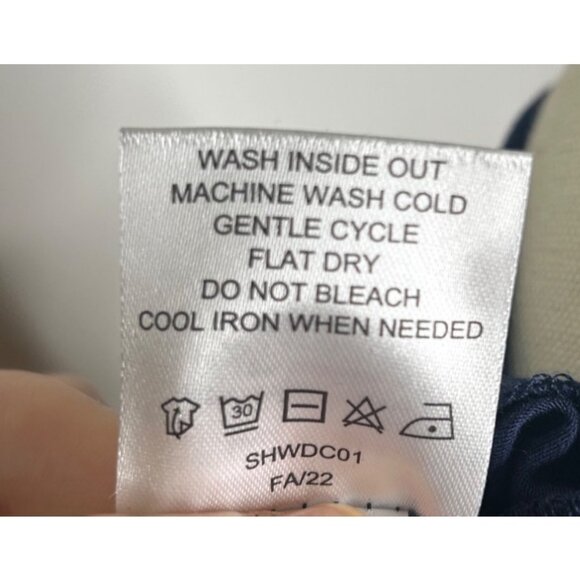 WASH INSIDE OUT
MACHINE WASH COLD
GENTLE CYCLE
FLAT DRY
DO NOT BLEACH
COOL IRON WHEN NEEDED
30
SHWDC01
FA/22